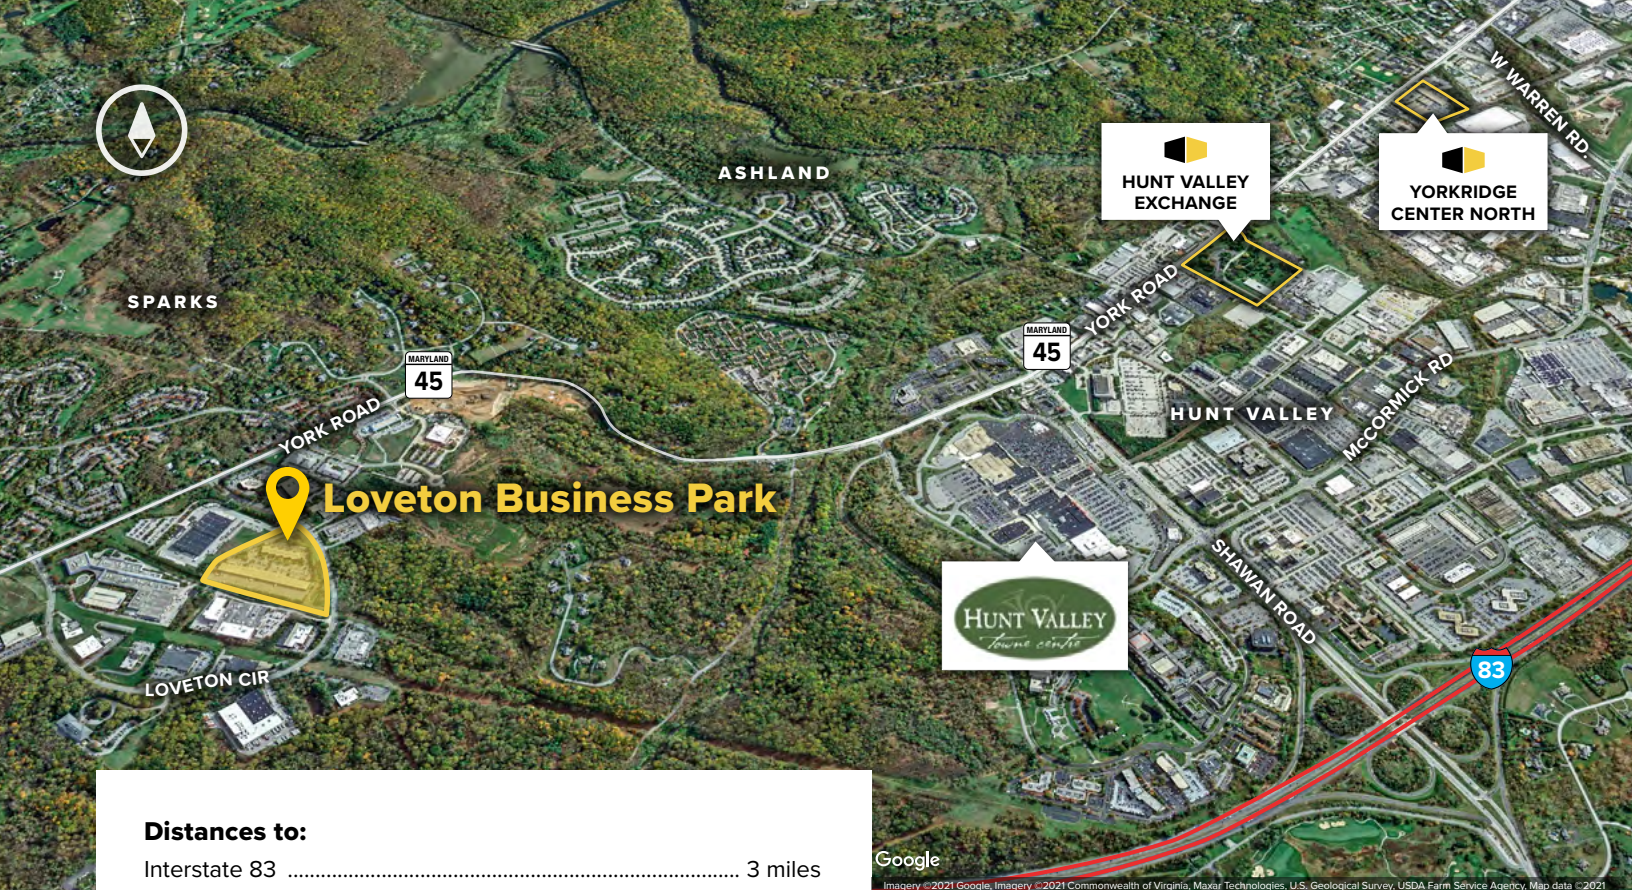 W WARREN RD.
HUNT VALLEY
EXCHANGE
YORKRIDGE
CENTER NORTH
ASHLAND
SPARKS
YORK ROAD
MARYLAND
45
MARYLAND
45
YORK ROAD
HUNT VALLEY
MCCORMICK RD
Loveton Business Park
SHAWAN ROAD
HUNT VALLEY
towne centre
83
LOVETON CIR
Distances to:
Interstate 83 ................................................................................ 3 miles
Google
Imagery ©2021 Google, Imagery ©2021 Commonwealth of Virginia, Maxar Technologies, U.S. Geological Survey, USDA Farm Service Agency, Map data ©2021